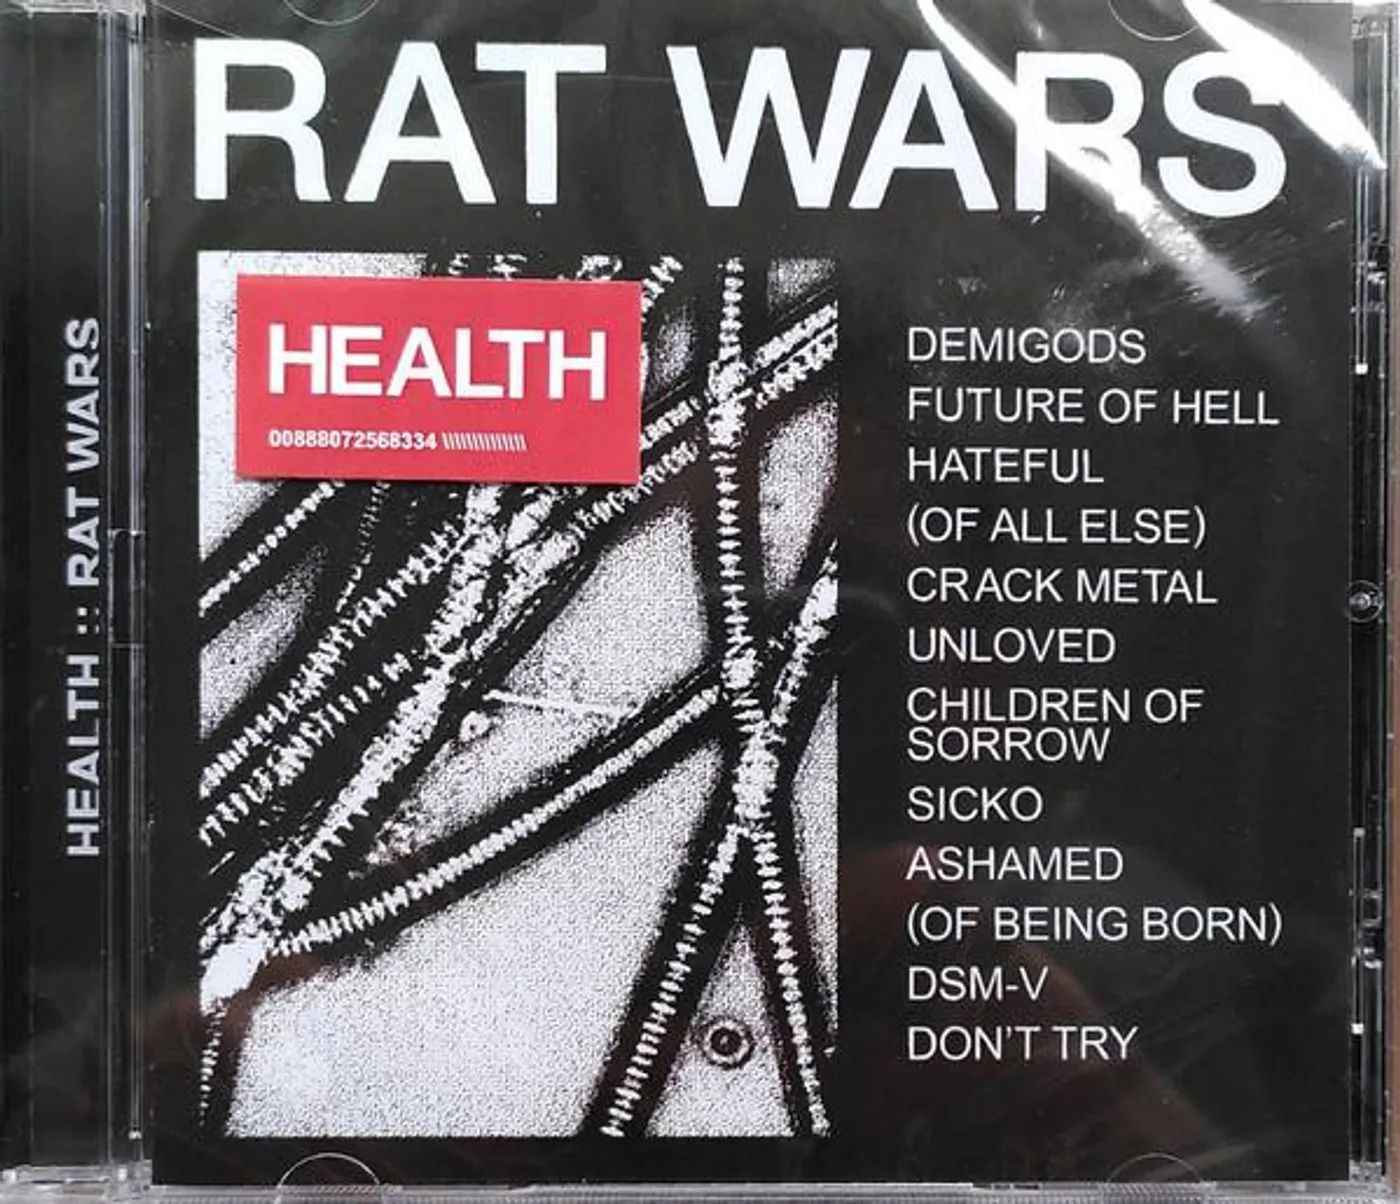 RAT WARS
HEALTH
00888072568334 \\\\\\\\\\\\\\\
DEMIGODS
FUTURE OF HELL
HATEFUL
(OF ALL ELSE)
CRACK METAL
UNLOVED
CHILDREN OF
SORROW
SICKO
ASHAMED
(OF BEING BORN)
DSM-V
DON'T TRY
HEALTH :: RAT WARS